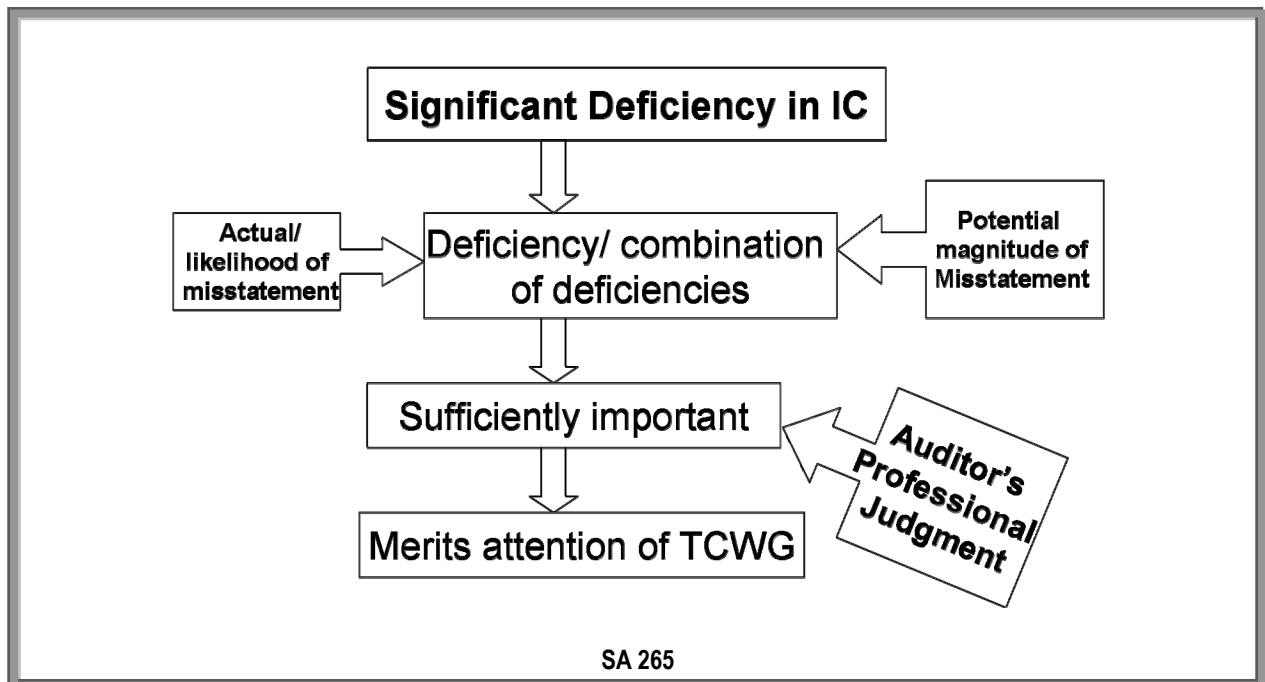 Significant Deficiency in IC
Actual/
likelihood of
misstatement
Deficiency/ combination
of deficiencies
Potential
magnitude of
Misstatement
Sufficiently important
Auditor's
Professional
Judgment
Merits attention of TCWG
SA 265